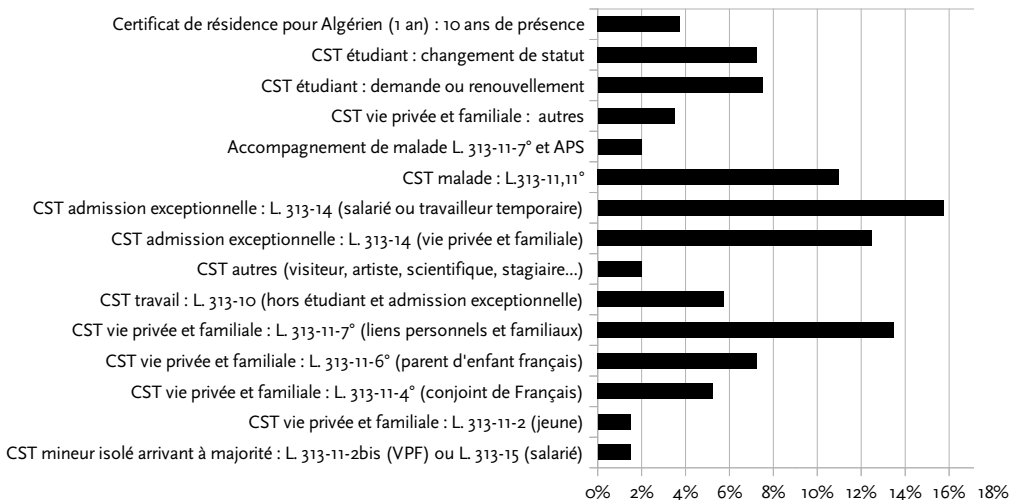 Certificat de résidence pour Algérien (1 an) : 10 ans de présence
CST étudiant : changement de statut
CST étudiant : demande ou renouvellement
CST vie privée et familiale : autres
Accompagnement de malade L. 313-11-7° et APS
CST malade : L.313-11,11°
CST admission exceptionnelle : L. 313-14 (salarié ou travailleur temporaire)
CST admission exceptionnelle : L. 313-14 (vie privée et familiale)
CST autres (visiteur, artiste, scientifique, stagiaire...)
CST travail : L. 313-10 (hors étudiant et admission exceptionnelle)
CST vie privée et familiale : L. 313-11-7° (liens personnels et familiaux)
CST vie privée et familiale : L. 313-11-6° (parent d'enfant français)
CST vie privée et familiale : L. 313-11-4° (conjoint de Français)
CST vie privée et familiale : L. 313-11-2 (jeune)
CST mineur isolé arrivant à majorité : L. 313-11-2bis (VPF) ou L. 313-15 (salarié)
0% 2% 4% 6% 8% 10% 12% 14% 16% 18%